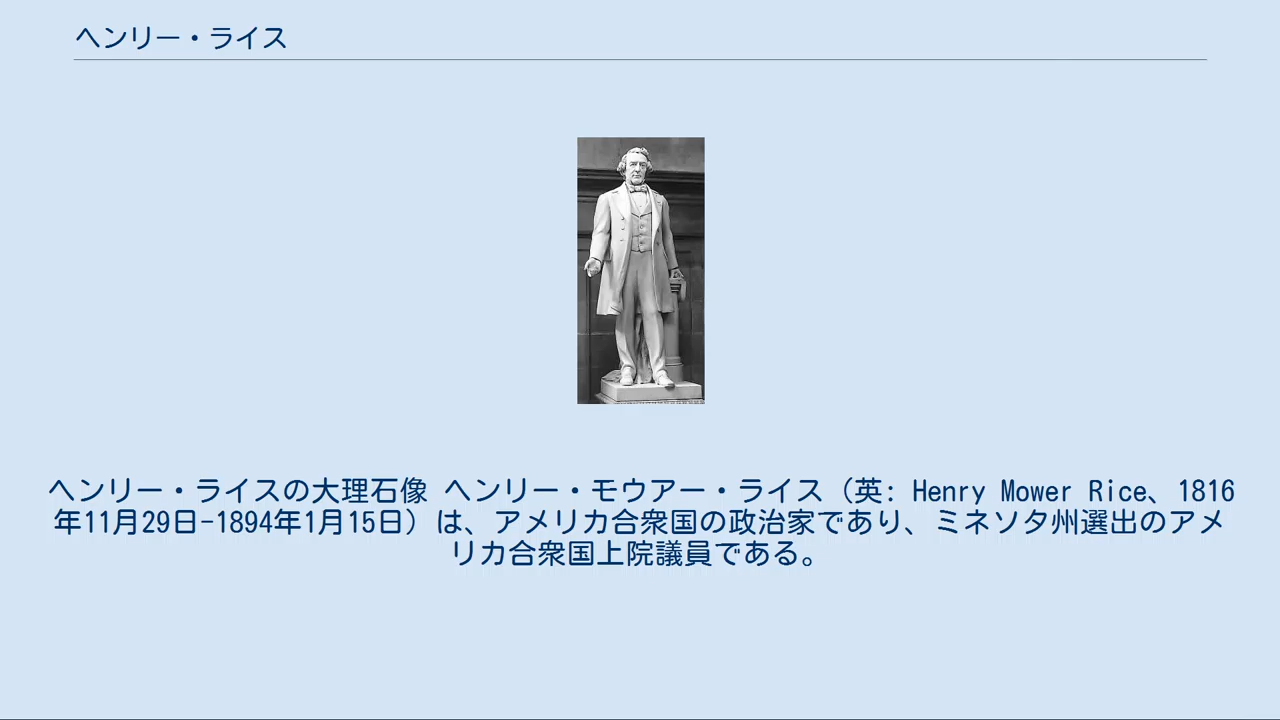 ヘンリー・ライス
ヘンリー・ライスの大理石像 ヘンリー・モウアー・ライス（英: Henry Mower Rice、1816
年11月29日-1894年1月15日）は、アメリカ合衆国の政治家であり、ミネソタ州選出のアメ
リカ合衆国上院議員である。